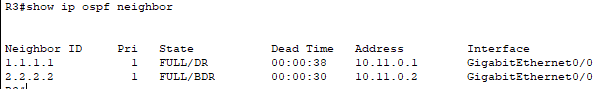 R3#show ip ospf neighbor
Neighbor ID Pri State Dead Time Address Interface
1.1.1.1 1 FULL/DR 00:00:38 10.11.0.1 GigabitEthernet0/0
2.2.2.2 1 FULL/BDR 00:00:30 10.11.0.2 GigabitEthernet0/0